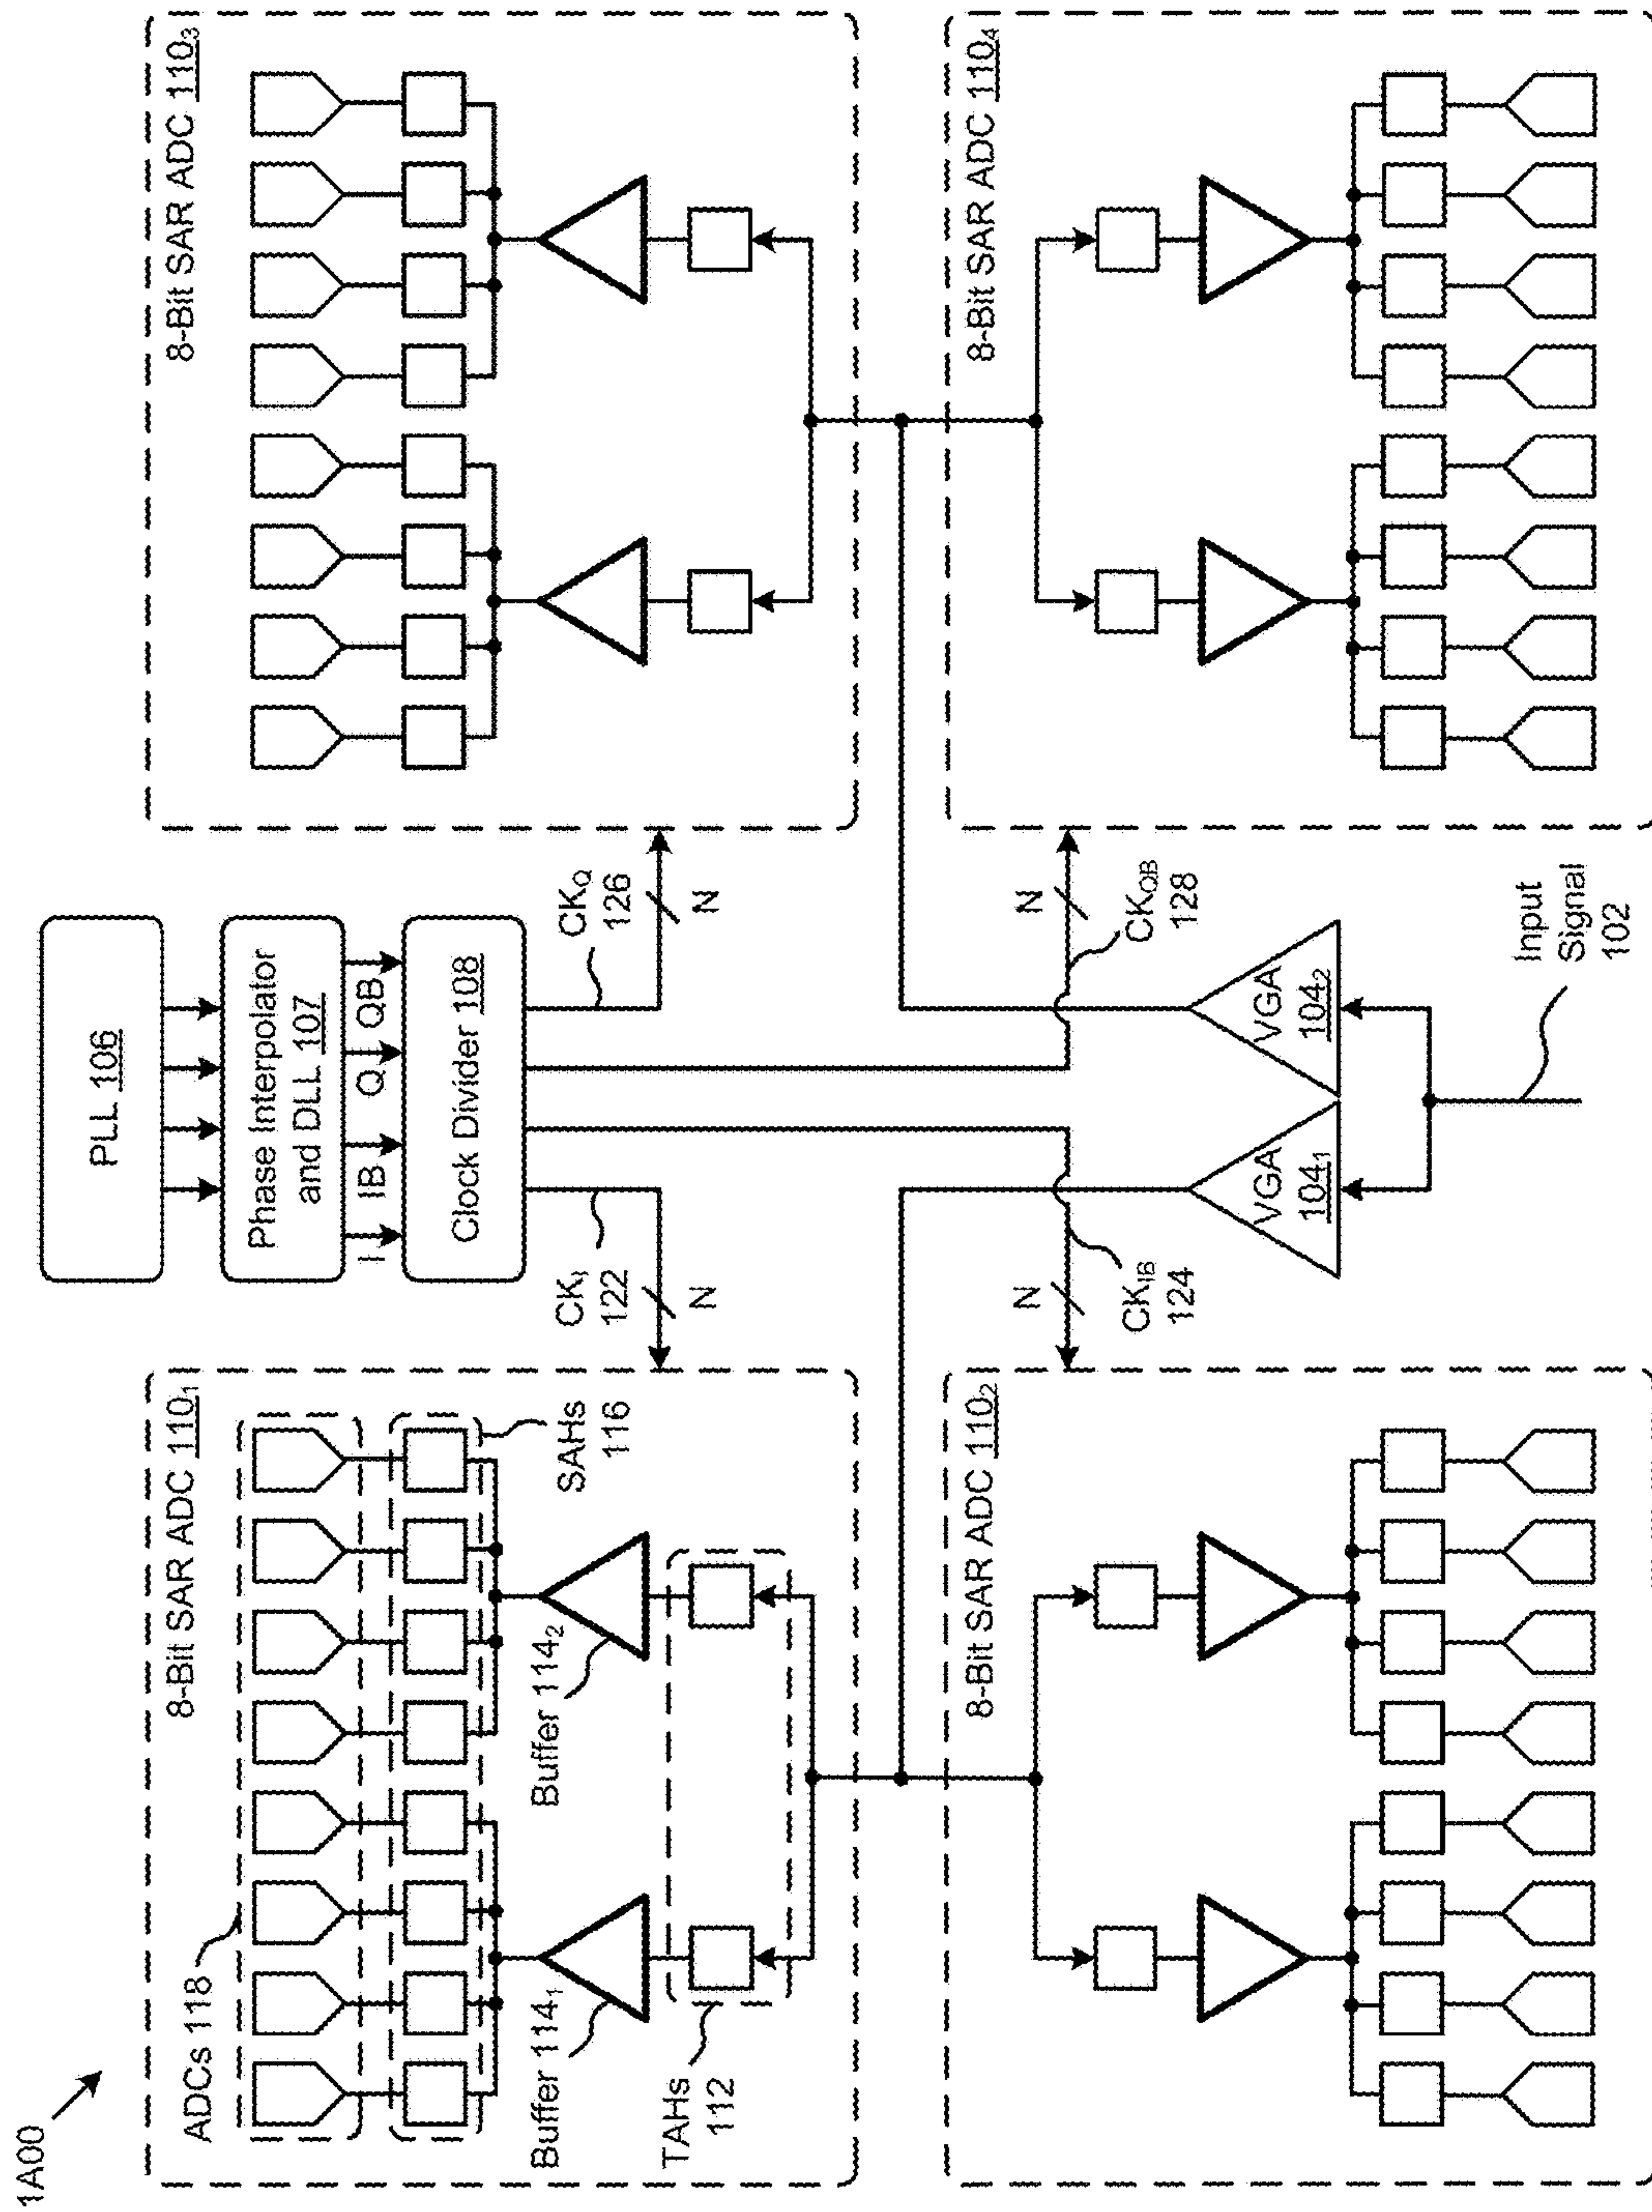 1A00
8-Bit SAR ADC 110₁
ADCs 118
SAHs
116
Buffer 114₁
Buffer 114₂
TAHs
112
PLL 106
Phase Interpolator
and DLL 107
I IB Q QB
Clock Divider 108
CK_I
122
N
CK_Q
126
N
8-Bit SAR ADC 110₃
8-Bit SAR ADC 110₂
N
CK_IB
124
N
CK_QB
128
VGA
104₁
VGA
104₂
Input
Signal
102
8-Bit SAR ADC 110₄